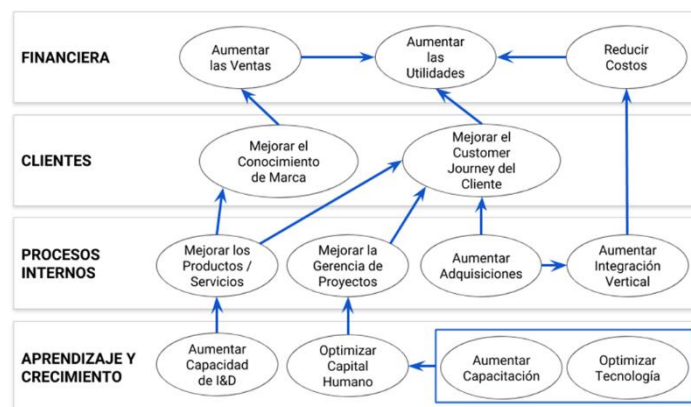 FINANCIERA
Aumentar
las Ventas
Aumentar
las
Utilidades
Reducir
Costos
CLIENTES
Mejorar el
Conocimiento
de Marca
Mejorar el
Customer
Journey del
Cliente
PROCESOS
INTERNOS
Mejorar los
Productos /
Servicios
Mejorar la
Gerencia de
Proyectos
Aumentar
Adquisiciones
Aumentar
Integración
Vertical
APRENDIZAJE Y
CRECIMIENTO
Aumentar
Capacidad
de I&D
Optimizar
Capital
Humano
Aumentar
Capacitación
Optimizar
Tecnología